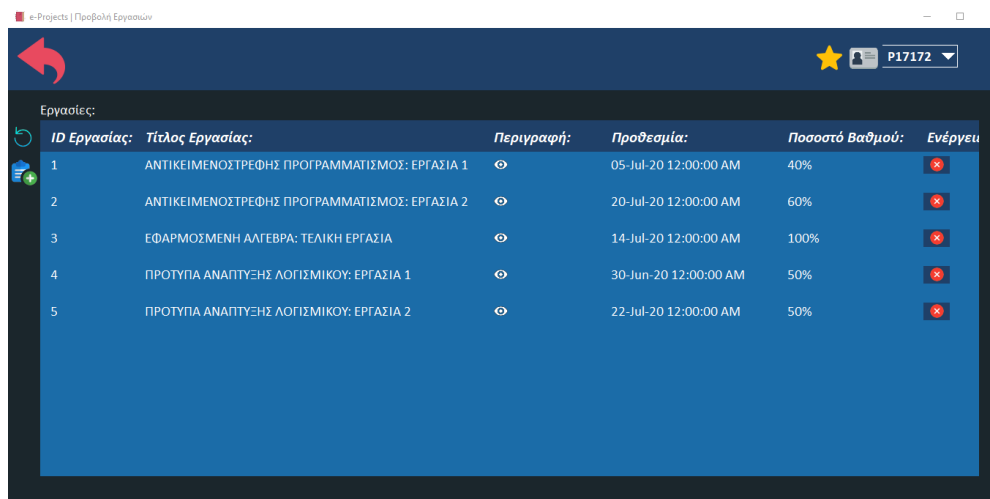 e-Projects | Προβολή Εργασιών
P17172
Εργασίες:
ID Εργασίας: Τίτλος Εργασίας: Περιγραφή: Προθεσμία: Ποσοστό Βαθμού: Ενέργει
1 ΑΝΤΙΚΕΙΜΕΝΟΣΤΡΕΦΗΣ ΠΡΟΓΡΑΜΜΑΤΙΣΜΟΣ: ΕΡΓΑΣΙΑ 1 05-Jul-20 12:00:00 AM 40%
2 ΑΝΤΙΚΕΙΜΕΝΟΣΤΡΕΦΗΣ ΠΡΟΓΡΑΜΜΑΤΙΣΜΟΣ: ΕΡΓΑΣΙΑ 2 20-Jul-20 12:00:00 AM 60%
3 ΕΦΑΡΜΟΣΜΕΝΗ ΑΛΓΕΒΡΑ: ΤΕΛΙΚΗ ΕΡΓΑΣΙΑ 14-Jul-20 12:00:00 AM 100%
4 ΠΡΟΤΥΠΑ ΑΝΑΠΤΥΞΗΣ ΛΟΓΙΣΜΙΚΟΥ: ΕΡΓΑΣΙΑ 1 30-Jun-20 12:00:00 AM 50%
5 ΠΡΟΤΥΠΑ ΑΝΑΠΤΥΞΗΣ ΛΟΓΙΣΜΙΚΟΥ: ΕΡΓΑΣΙΑ 2 22-Jul-20 12:00:00 AM 50%